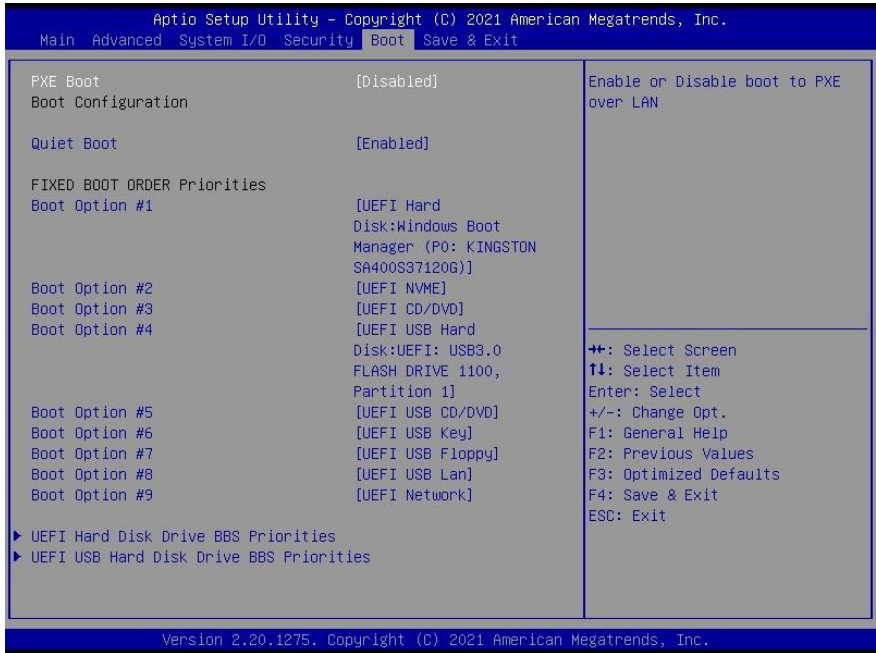 Aptio Setup Utility – Copyright (C) 2021 American Megatrends, Inc.
Main Advanced System I/O Security Boot Save & Exit
PXE Boot [Disabled]
Boot Configuration
Quiet Boot [Enabled]
FIXED BOOT ORDER Priorities
Boot Option #1 [UEFI Hard
Disk:Windows Boot
Manager (P0: KINGSTON
SA400S37120G)]
Boot Option #2 [UEFI NVME]
Boot Option #3 [UEFI CD/DVD]
Boot Option #4 [UEFI USB Hard
Disk:UEFI: USB3.0
FLASH DRIVE 1100,
Partition 1]
Boot Option #5 [UEFI USB CD/DVD]
Boot Option #6 [UEFI USB Key]
Boot Option #7 [UEFI USB Floppy]
Boot Option #8 [UEFI USB Lan]
Boot Option #9 [UEFI Network]
UEFI Hard Disk Drive BBS Priorities
UEFI USB Hard Disk Drive BBS Priorities
Enable or Disable boot to PXE
over LAN
→←: Select Screen
↑↓: Select Item
Enter: Select
+/-: Change Opt.
F1: General Help
F2: Previous Values
F3: Optimized Defaults
F4: Save & Exit
ESC: Exit
Version 2.20.1275. Copyright (C) 2021 American Megatrends, Inc.